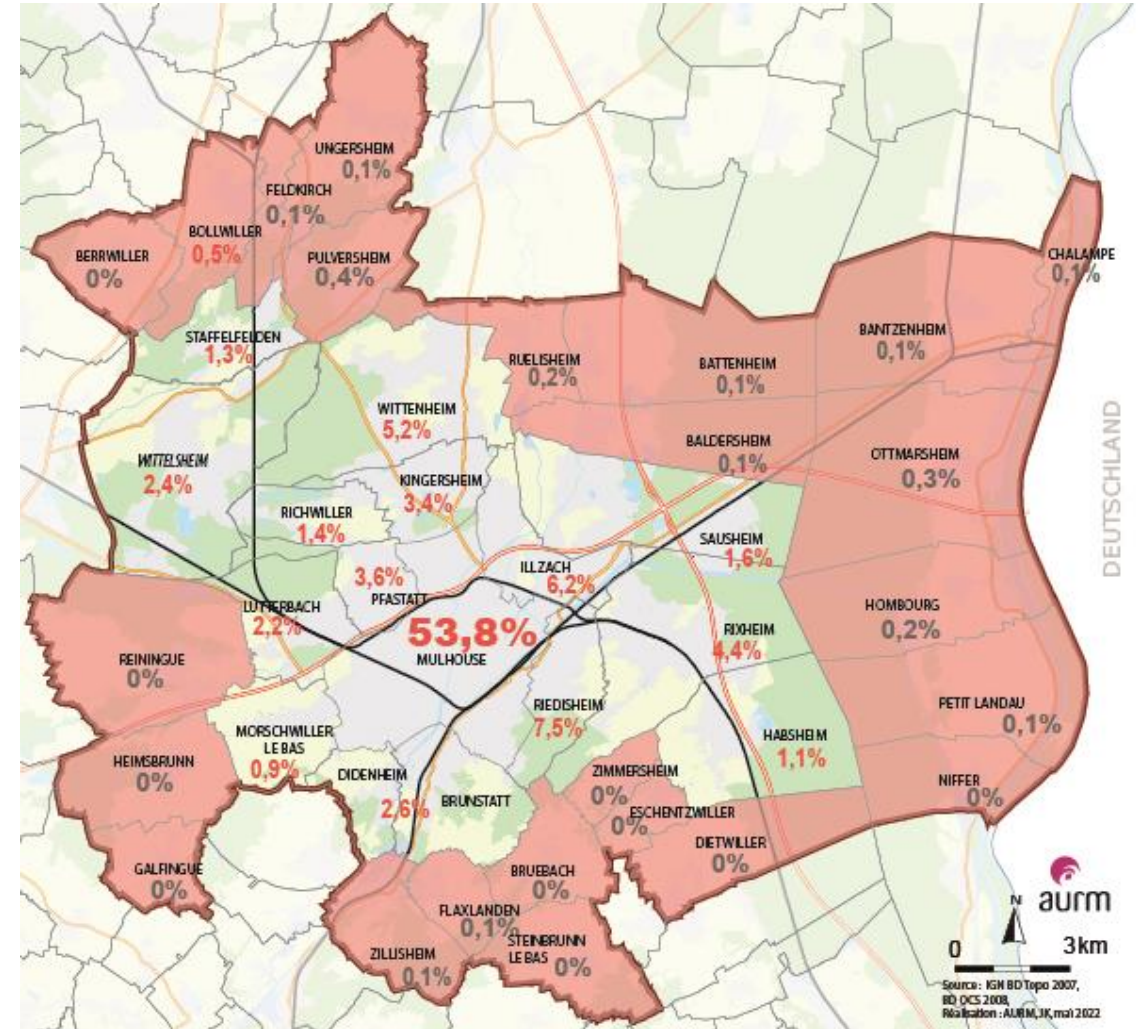 UNGERSHEIM
0,1%
FELDKIRCH
0,1%
BOLLWILLER
0,5%
BERRWILLER
0%
PULVERSHEIM
0,4%
CHALAMPE
0,1%
STAFFELFELDEN
1,3%
RUELISHEIM
0,2%
BATTENHEIM
0,1%
BANTZENHEIM
0,1%
WITTENHEIM
5,2%
BALDERSHEIM
0,1%
OTTMARSHEIM
0,3%
WITTELSHEIM
2,4%
KINGERSHEIM
3,4%
RICHWILLER
1,4%
SAUSHEIM
1,6%
DEUTSCHLAND
3,6%
PFASTATT
ILLZACH
6,2%
LUTTERBACH
2,2%
53,8%
MULHOUSE
RIXHEIM
4,4%
HOMBOURG
0,2%
REININGUE
0%
RIEDISHEIM
7,5%
PETIT LANDAU
0,1%
MORSCHWILLER
LE BAS
0,9%
HABSHEIM
1,1%
HEIMSBRUNN
0%
DIDENHEIM
2,6%
BRUNSTATT
ZIMMERSHEIM
0%
NIFFER
0%
ESCHENTZWILLER
0%
DIETWILLER
0%
GALFINGUE
0%
BRUEBACH
0%
FLAXLANDEN
0,1%
STEINBRUNN
LE BAS
0%
ZILLISHEIM
0,1%
aurm
N
0
3km
Source : IGN BD Topo 2007,
BD OCS 2008,
Réalisation : AURM, JK, mai 2022